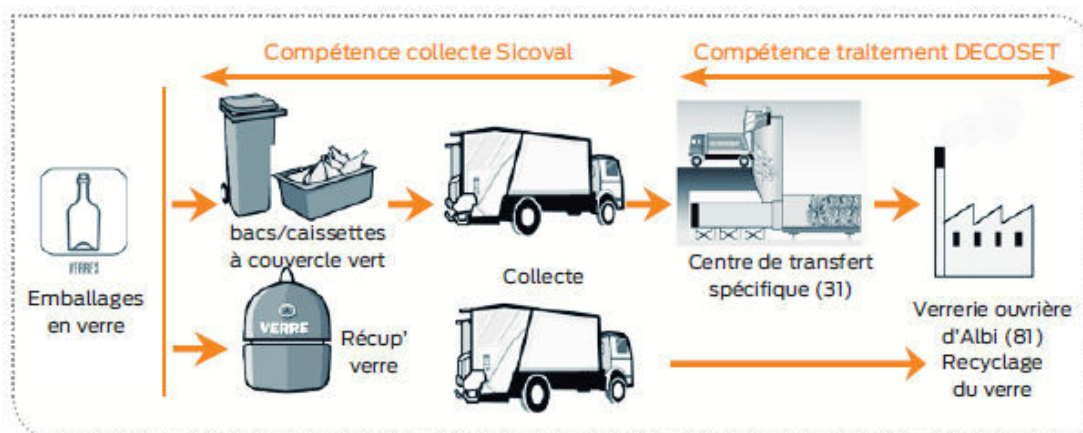 Compétence collecte Sicoval
Compétence traitement DECOSET
VERRES
Emballages
en verre
bacs/caissettes
à couvercle vert
VERRE
Récup'
verre
Collecte
Centre de transfert
spécifique (31)
Verrerie ouvrière
d'Albi (81)
Recyclage
du verre